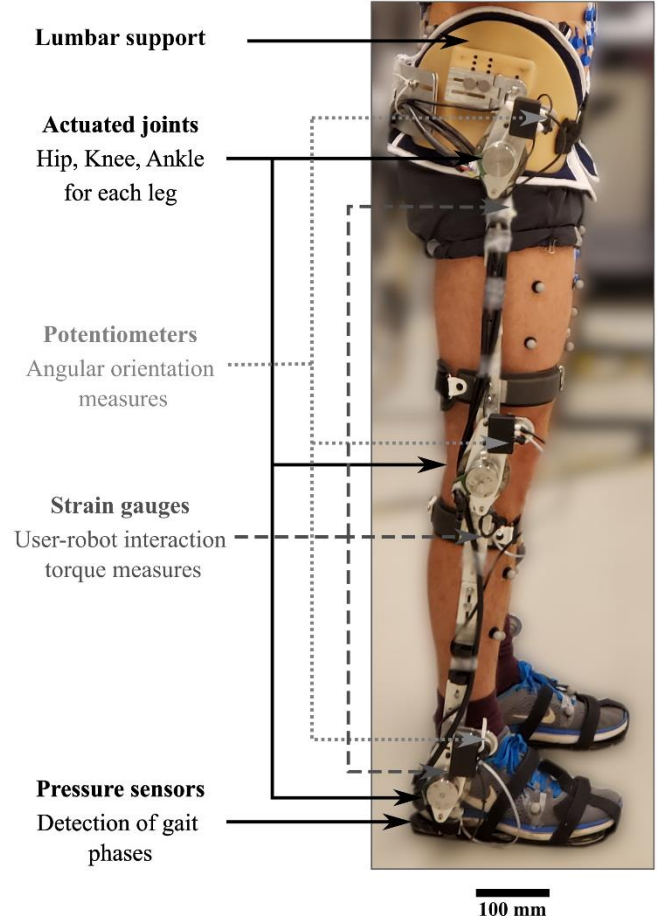 Lumbar support
Actuated joints
Hip, Knee, Ankle
for each leg
Potentiometers
Angular orientation
measures
Strain gauges
User-robot interaction
torque measures
Pressure sensors
Detection of gait
phases
100 mm